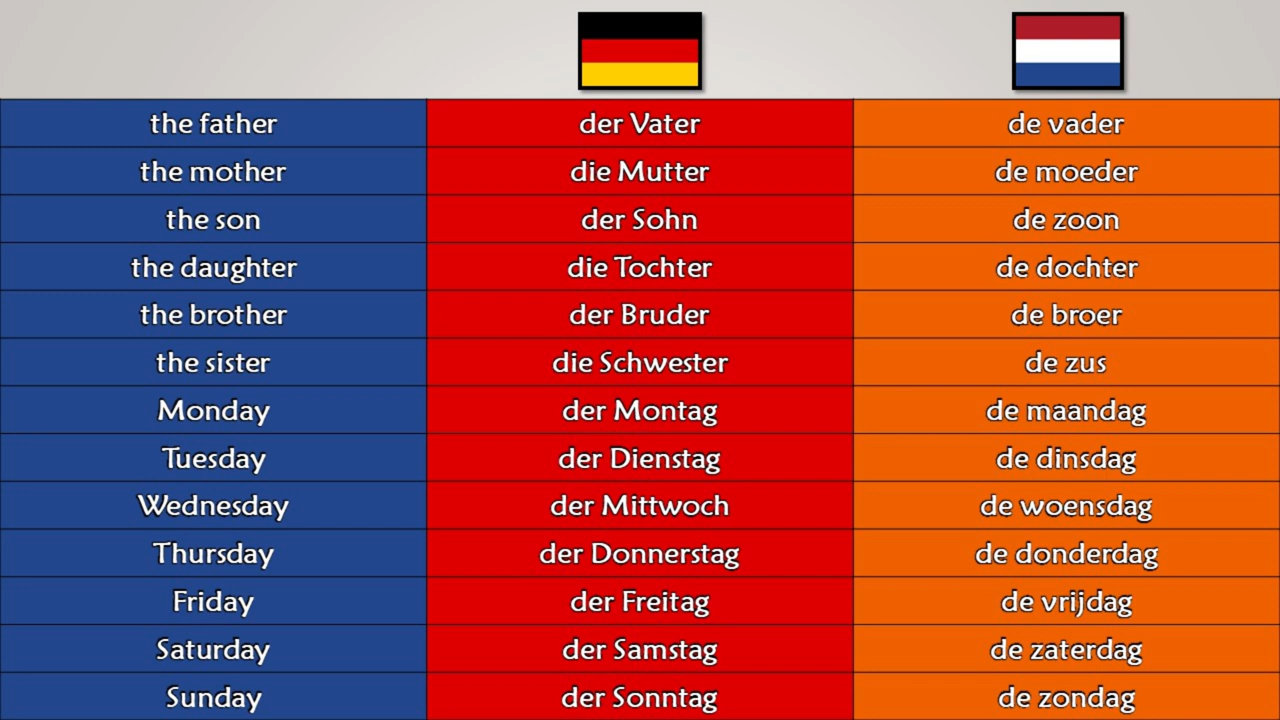 the father der Vater de vader
the mother die Mutter de moeder
the son der Sohn de zoon
the daughter die Tochter de dochter
the brother der Bruder de broer
the sister die Schwester de zus
Monday der Montag de maandag
Tuesday der Dienstag de dinsdag
Wednesday der Mittwoch de woensdag
Thursday der Donnerstag de donderdag
Friday der Freitag de vrijdag
Saturday der Samstag de zaterdag
Sunday der Sonntag de zondag